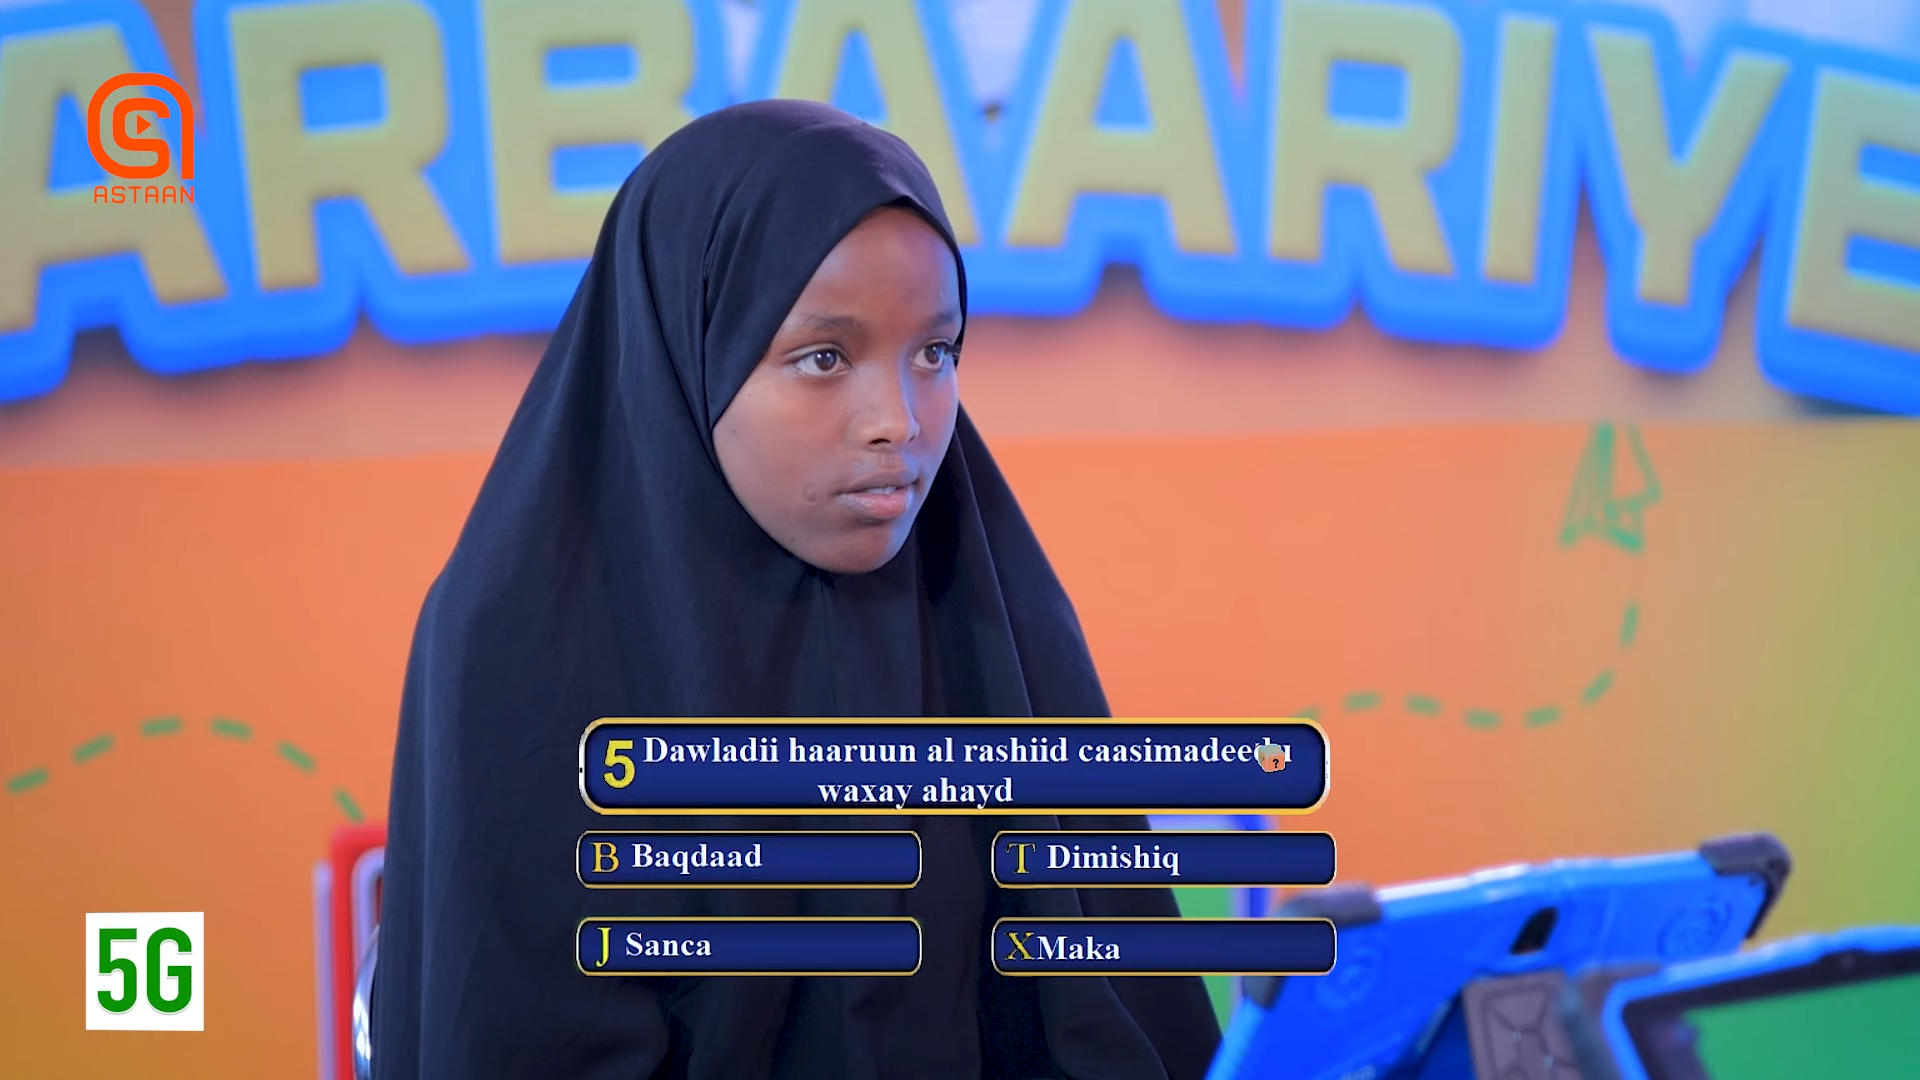 ARBAARIYE
ASTAAN
5 Dawladii haaruun al rashiid caasimadeedu
waxay ahayd
B Baqdaad
T Dimishiq
J Sanca
X Maka
5G